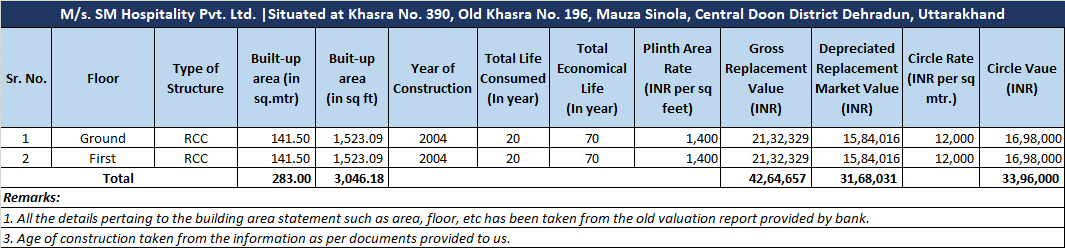 M/s. SM Hospitality Pvt. Ltd. |Situated at Khasra No. 390, Old Khasra No. 196, Mauza Sinola, Central Doon District Dehradun, Uttarakhand
Sr. No. Floor Type of Structure Built-up area (in sq.mtr) Buit-up area (in sq ft) Year of Construction Total Life Consumed (In year) Total Economical Life (In year) Plinth Area Rate (INR per sq feet) Gross Replacement Value (INR) Depreciated Replacement Market Value (INR) Circle Rate (INR per sq mtr.) Circle Vaue (INR)
1 Ground RCC 141.50 1,523.09 2004 20 70 1,400 21,32,329 15,84,016 12,000 16,98,000
2 First RCC 141.50 1,523.09 2004 20 70 1,400 21,32,329 15,84,016 12,000 16,98,000
Total 283.00 3,046.18 42,64,657 31,68,031 33,96,000
Remarks:
1. All the details pertaing to the building area statement such as area, floor, etc has been taken from the old valuation report provided by bank.
3. Age of construction taken from the information as per documents provided to us.